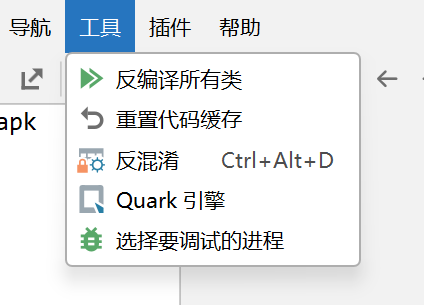 导航 工具 插件 帮助
apk
反编译所有类
重置代码缓存
反混淆 Ctrl+Alt+D
Quark 引擎
选择要调试的进程